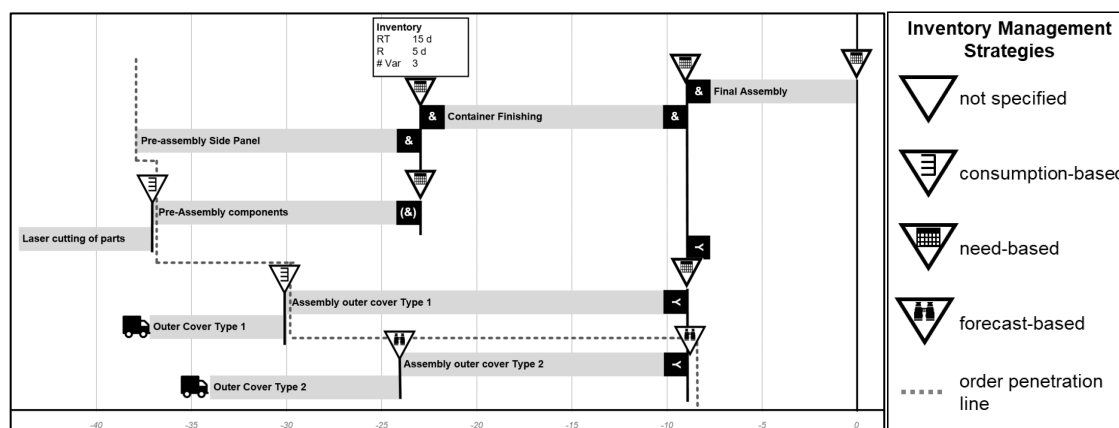 Inventory
RT 15 d
R 5 d
# Var 3
& Final Assembly
& Container Finishing &
Pre-assembly Side Panel &
Pre-Assembly components (&)
Laser cutting of parts
Y
Assembly outer cover Type 1 Y
Outer Cover Type 1
Assembly outer cover Type 2 Y
Outer Cover Type 2
-40 -35 -30 -25 -20 -15 -10 -5 0
Inventory Management
Strategies
not specified
consumption-based
need-based
forecast-based
order penetration
line